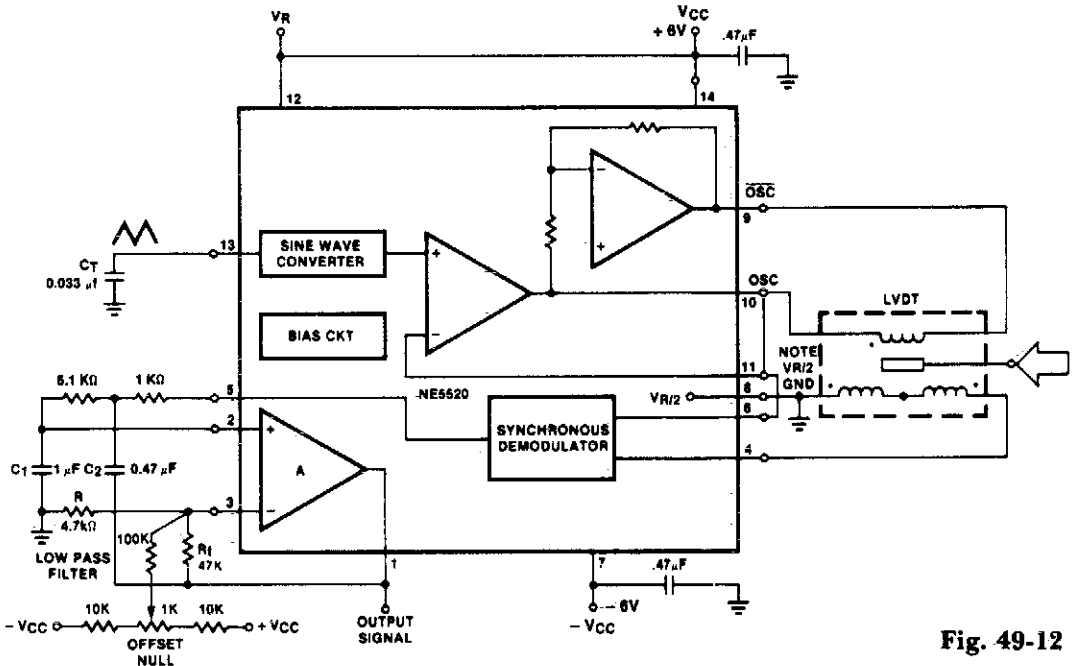 VR
VCC
+ 6V
.47µF
12
14
OSC
9
13
SINE WAVE
CONVERTER
+
−
−
+
CT
0.033 µf
OSC
10
LVDT
BIAS CKT
NOTE
VR/2
GND
11
5.1 KΩ
1 KΩ
5
NE5520
VR/2
8
6
SYNCHRONOUS
DEMODULATOR
2
+
4
C1
1 µF
C2
0.47 µF
A
R
4.7kΩ
3
−
100K
Rf
47K
LOW PASS
FILTER
1
7
.47µF
10K
1K
10K
− VCC
+ VCC
OFFSET
NULL
OUTPUT
SIGNAL
− 6V
− VCC
Fig. 49-12